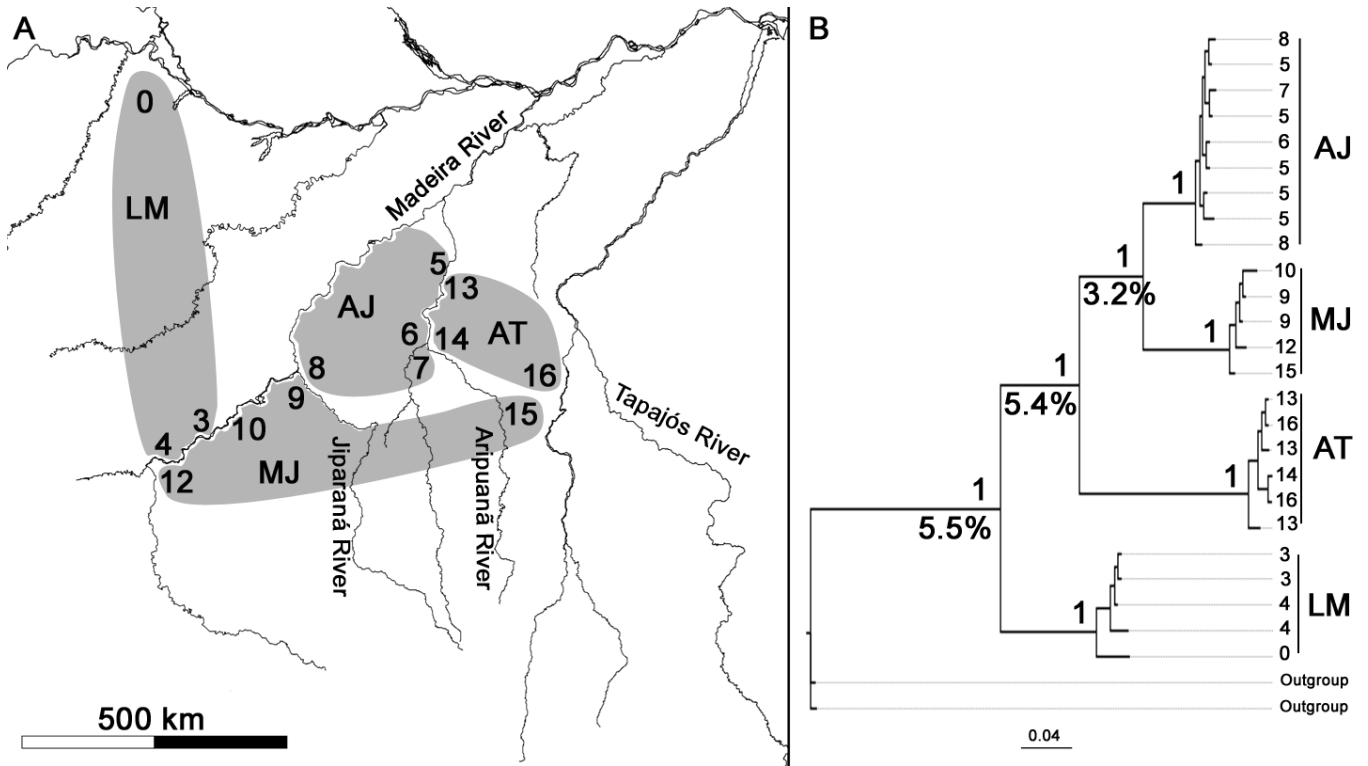 A
0
LM
Madeira River
5
13
AJ
6
14
AT
7
16
8
9
3
10
15
4
12
MJ
Jiparaná River
Aripuanã River
Tapajós River
500 km
B
8
5
7
5
6
5
5
5
8
AJ
1
1
3.2%
10
9
9
12
15
MJ
1
1
5.4%
13
16
13
14
16
13
AT
1
1
5.5%
3
3
4
4
0
LM
1
Outgroup
Outgroup
0.04